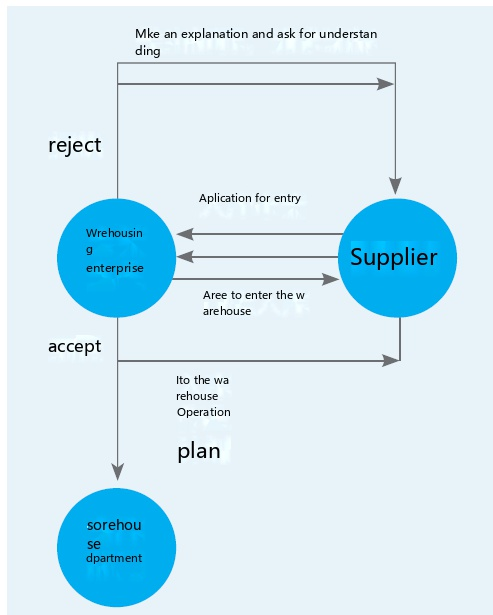 Mke an explanation and ask for understan
ding
reject
Aplication for entry
Wrehousin
g
enterprise
Supplier
Aree to enter the w
arehouse
accept
Ito the wa
rehouse
Operation
plan
sorehou
se
dpartment